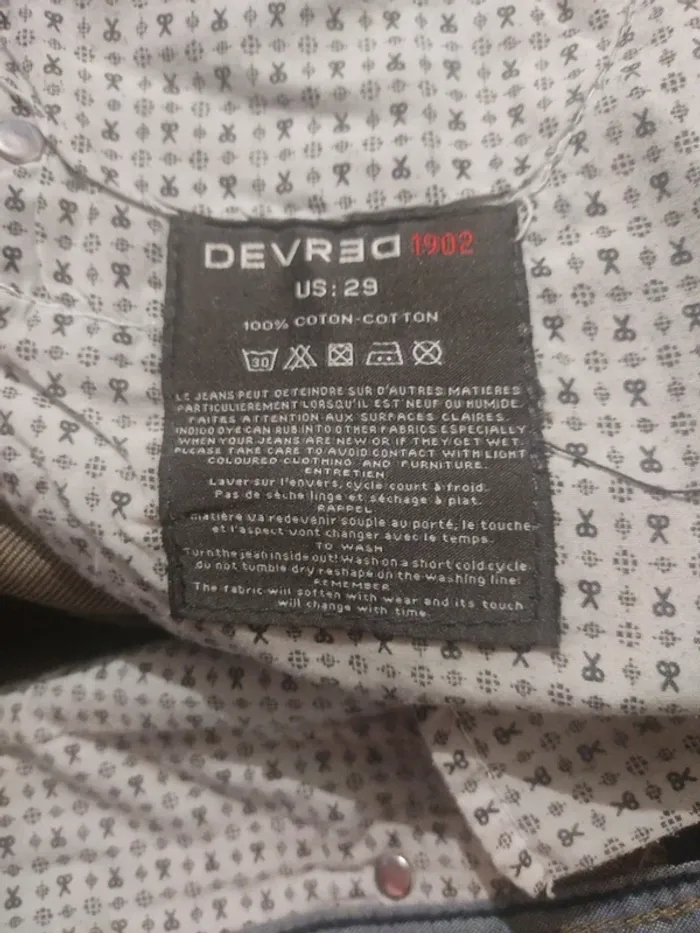 DEVRED 1902
US:29
100% COTON-COTTON
30
LE JEANS PEUT DETEINDRE SUR D'AUTRES MATIERES
PARTICULIEREMENT LORSQU'IL EST NEUF OU HUMIDE.
FAITES ATTENTION AUX SURFACES CLAIRES.
INDIGO DYE CAN RUB INTO OTHER FABRICS ESPECIALLY
WHEN YOUR JEANS ARE NEW OR IF THEY GET WET.
PLEASE TAKE CARE TO AVOID CONTACT WITH LIGHT
COLOURED CLOTHING AND FURNITURE.
ENTRETIEN
Laver sur l'envers, cycle court à froid.
Pas de sèche linge et séchage à plat.
RAPPEL
matière va redevenir souple au porté, le touche
et l'aspect vont changer avec le temps.
TO WASH
Turn the jean inside out! Wash on a short cold cycle
do not tumble dry reshape on the washing line!
REMEMBER
The fabric will soften with wear and its touch
will change with time.